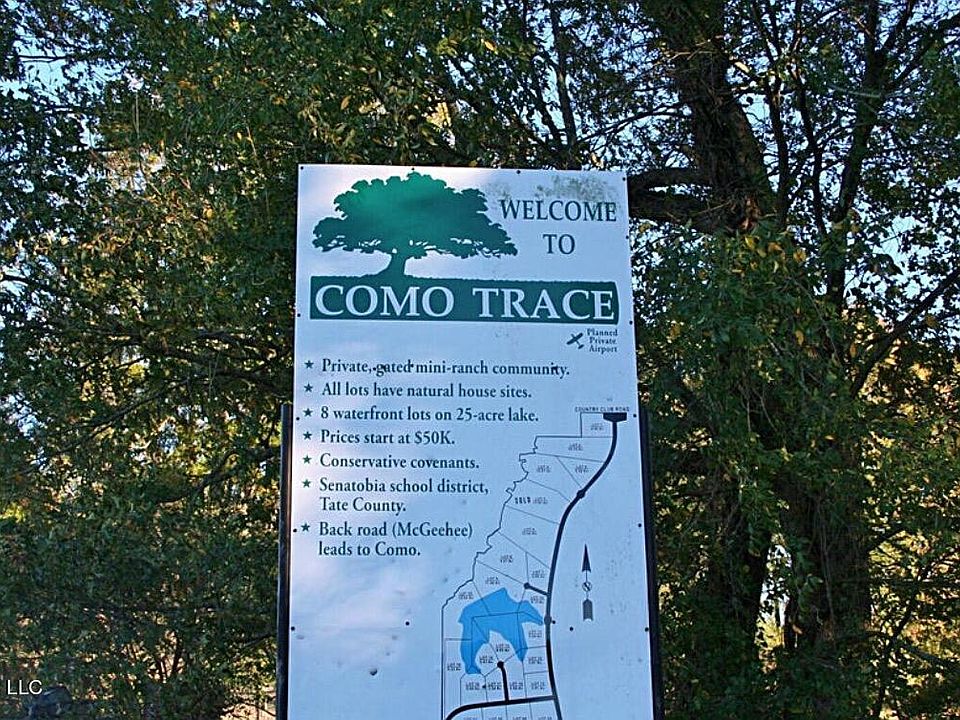 WELCOME
TO
COMO TRACE
Planned
Private
Airport
★ Private, gated mini-ranch community.
★ All lots have natural house sites.
★ 8 waterfront lots on 25-acre lake.
★ Prices start at $50K.
★ Conservative covenants.
★ Senatobia school district,
Tate County.
★ Back road (McGeehee)
leads to Como.
COUNTRY CLUB ROAD
SOLD
LLC